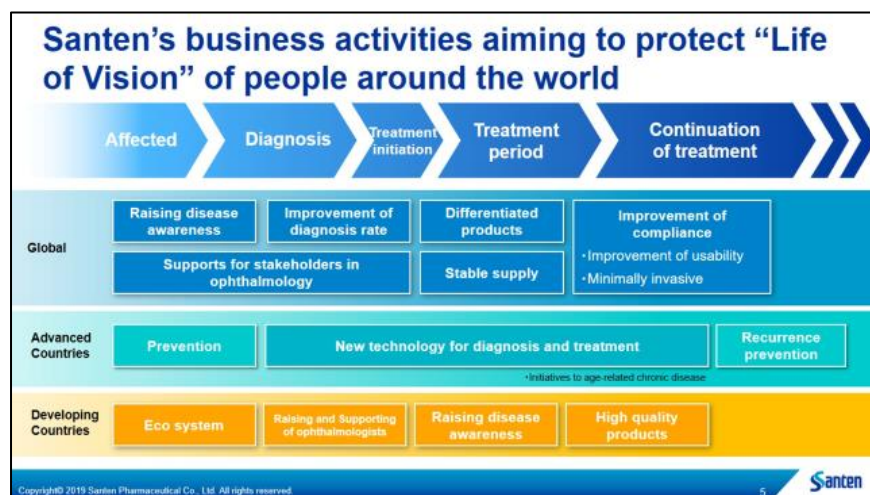 Santen's business activities aiming to protect “Life
of Vision” of people around the world
Affected
Diagnosis
Treatment
initiation
Treatment
period
Continuation
of treatment
Global
Raising disease
awareness
Improvement of
diagnosis rate
Differentiated
products
Improvement of
compliance
・Improvement of usability
・Minimally invasive
Supports for stakeholders in
ophthalmology
Stable supply
Advanced
Countries
Prevention
New technology for diagnosis and treatment
Recurrence
prevention
・Initiatives to age-related chronic disease
Developing
Countries
Eco system
Raising and Supporting
of ophthalmologists
Raising disease
awareness
High quality
products
Copyright© 2019 Santen Pharmaceutical Co., Ltd. All rights reserved.
5
Santen